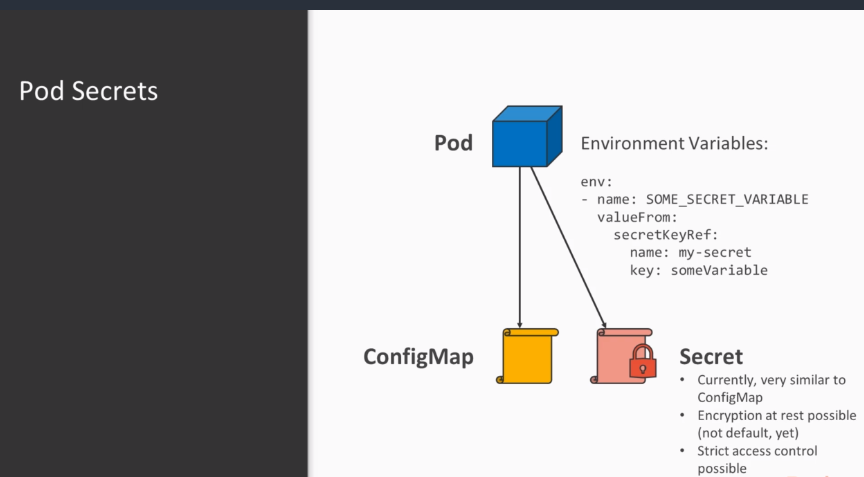 Pod Secrets
Pod
Environment Variables:
env:
- name: SOME_SECRET_VARIABLE
  valueFrom:
    secretKeyRef:
      name: my-secret
      key: someVariable
ConfigMap
Secret
• Currently, very similar to
ConfigMap
• Encryption at rest possible
(not default, yet)
• Strict access control
possible